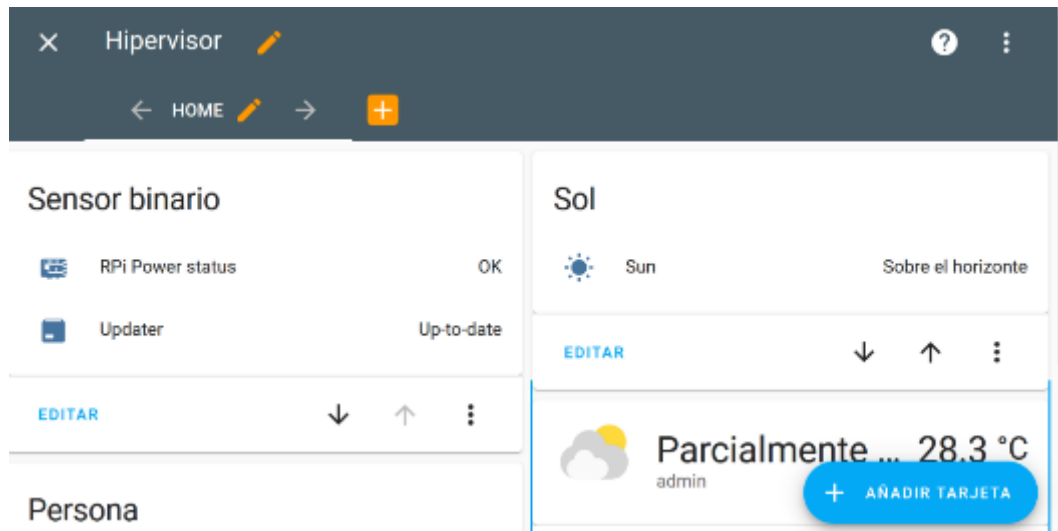 Hipervisor
HOME
Sensor binario
RPi Power status OK
Updater Up-to-date
EDITAR
Persona
Sol
Sun Sobre el horizonte
EDITAR
Parcialmente ... 28.3 °C
admin
AÑADIR TARJETA